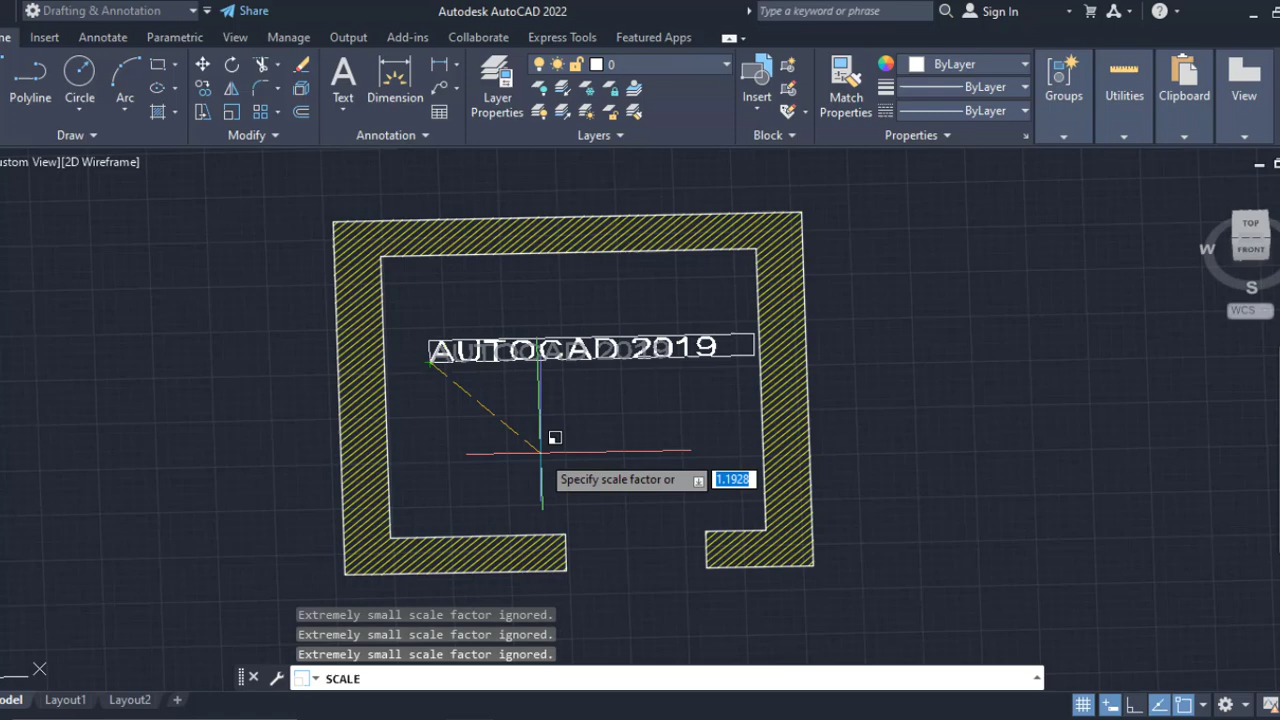 Drafting & Annotation
Share
Autodesk AutoCAD 2022
Type a keyword or phrase
Sign In
Insert
Annotate
Parametric
View
Manage
Output
Add-ins
Collaborate
Express Tools
Featured Apps
Polyline
Circle
Arc
Text
Dimension
Layer
Properties
0
Insert
Match
Properties
ByLayer
ByLayer
ByLayer
Groups
Utilities
Clipboard
View
Draw
Modify
Annotation
Layers
Block
Properties
ustom View][2D Wireframe]
TOP
W
FRONT
S
WCS
AUTOCAD 2019
Specify scale factor or
1.1928
Extremely small scale factor ignored.
Extremely small scale factor ignored.
Extremely small scale factor ignored.
SCALE
odel
Layout1
Layout2
+